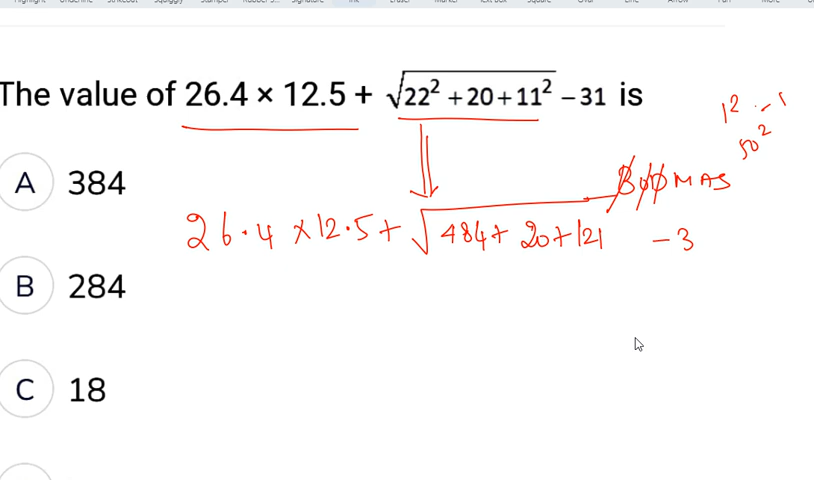 The value of 26.4 × 12.5 + √22² + 20 + 11² – 31 is
1²
50²
A 384
BODMAS
26.4 × 12.5 + √484 + 20 + 121 – 3
B 284
C 18